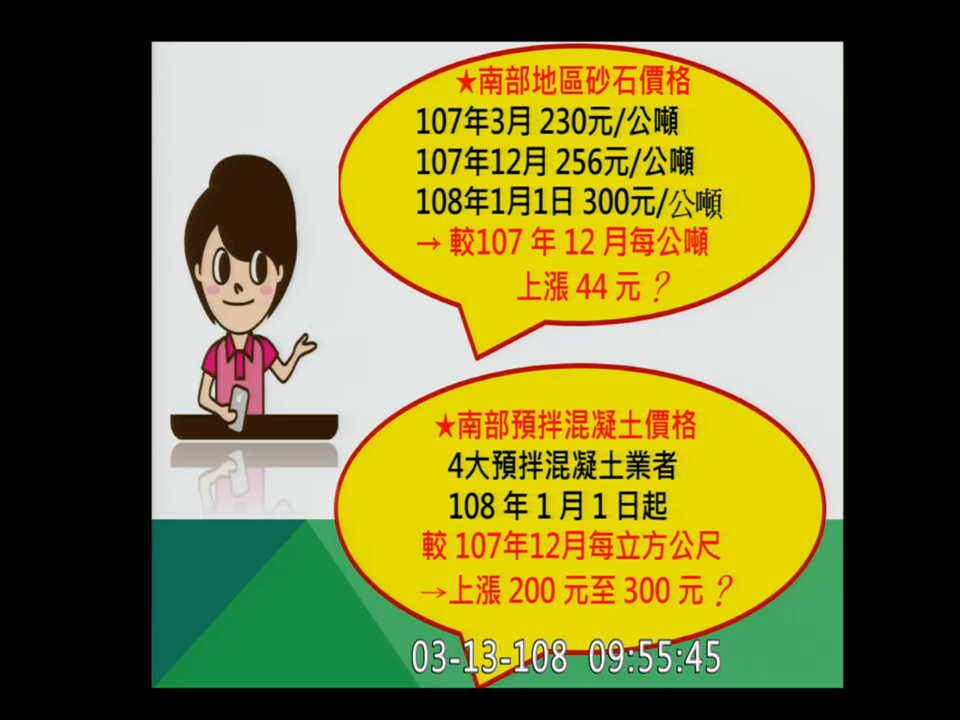 ★南部地區砂石價格
107年3月 230元/公噸
107年12月 256元/公噸
108年1月1日 300元/公噸
→ 較107 年 12 月每公噸
上漲 44 元？
★南部預拌混凝土價格
4大預拌混凝土業者
108 年 1 月 1 日起
較 107年12月每立方公尺
→上漲 200 元至 300 元？
03-13-108 09:55:45